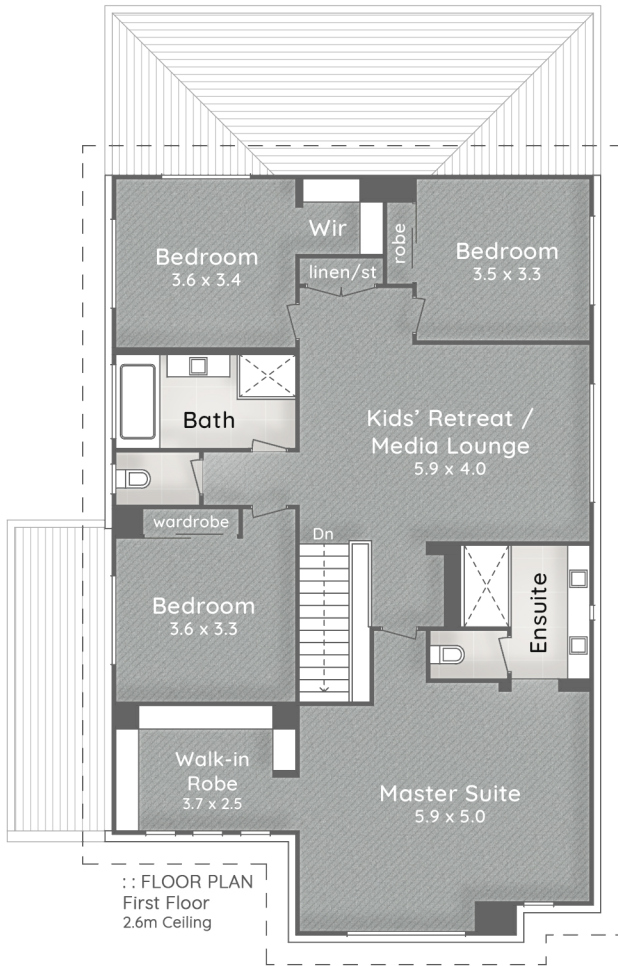 Wir
Bedroom
3.6 x 3.4
robe
Bedroom
3.5 x 3.3
linen/st
Bath
Kids' Retreat /
Media Lounge
5.9 x 4.0
wardrobe
Dn
Bedroom
3.6 x 3.3
Ensuite
Walk-in
Robe
3.7 x 2.5
Master Suite
5.9 x 5.0
:: FLOOR PLAN
First Floor
2.6m Ceiling